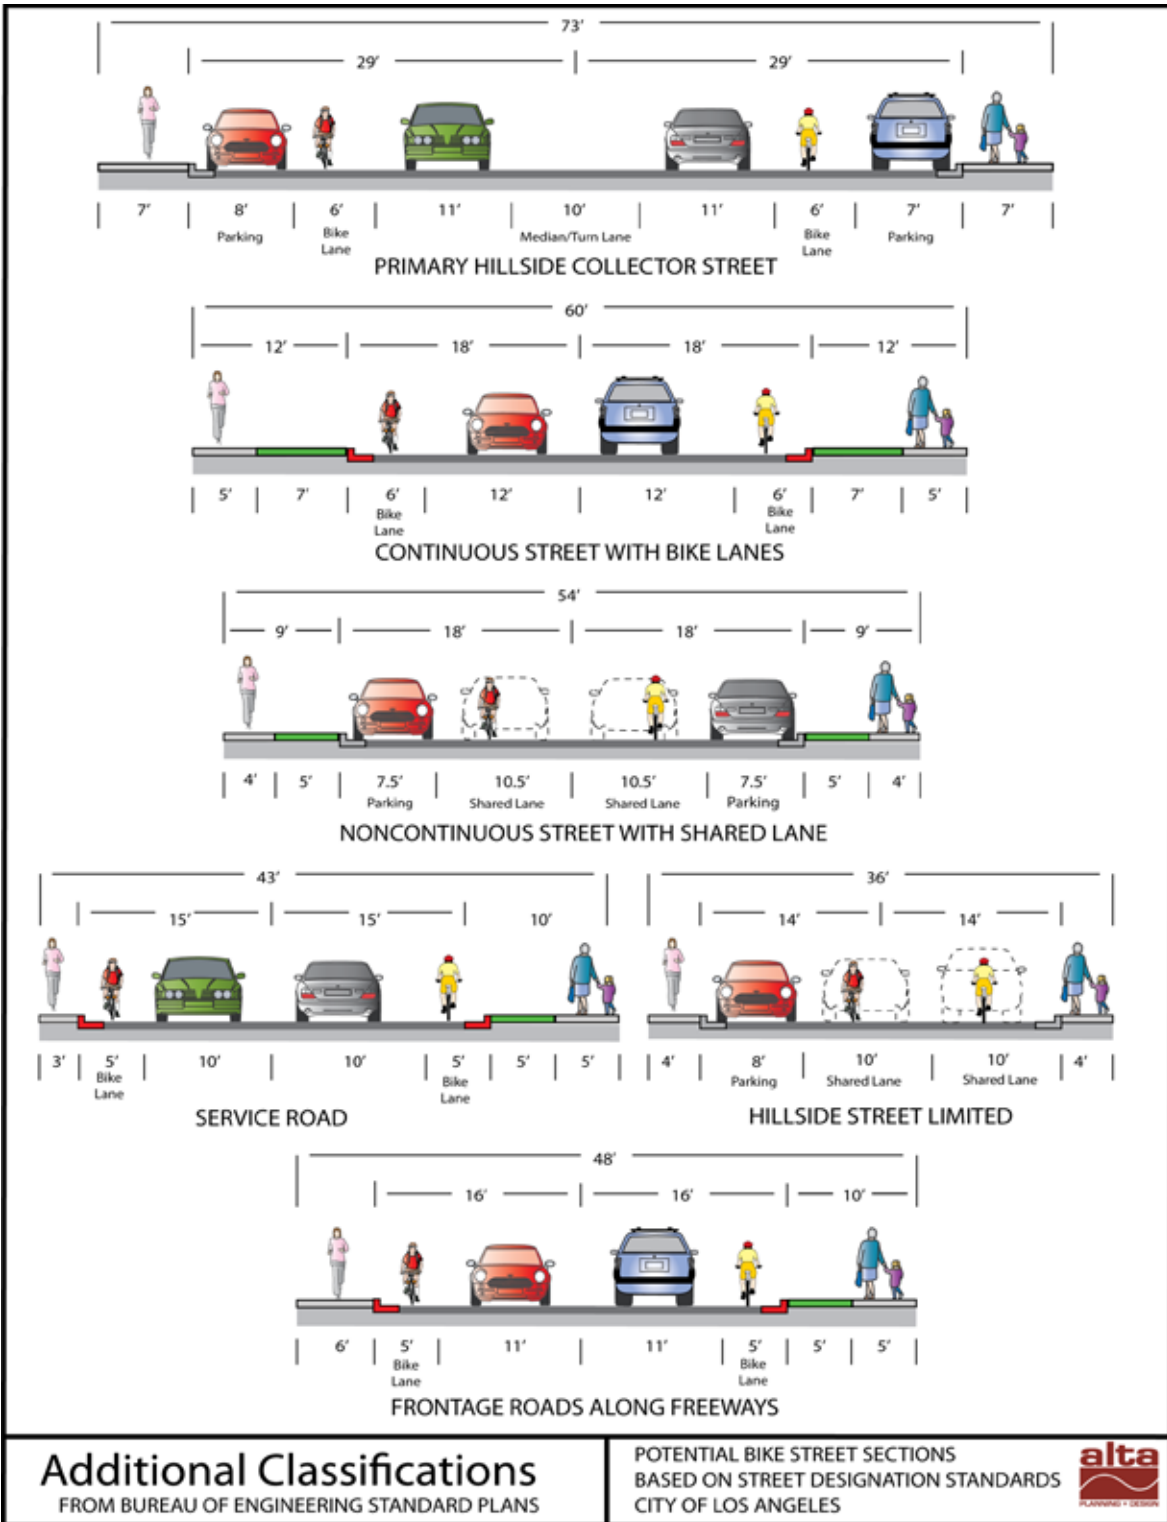 73'
29' 29'
7' 8' 6' 11' 10' 11' 6' 7' 7'
Parking Bike Median/Turn Lane Bike Parking
Lane Lane
PRIMARY HILLSIDE COLLECTOR STREET
60'
12' 18' 18' 12'
5' 7' 6' 12' 12' 6' 7' 5'
Bike Bike
Lane Lane
CONTINUOUS STREET WITH BIKE LANES
54'
9' 18' 18' 9'
4' 5' 7.5' 10.5' 10.5' 7.5' 5' 4'
Parking Shared Lane Shared Lane Parking
NONCONTINUOUS STREET WITH SHARED LANE
43'
15' 15' 10'
3' 5' 10' 10' 5' 5' 5'
Bike Bike
Lane Lane
SERVICE ROAD
36'
14' 14'
4' 8' 10' 10' 4'
Parking Shared Lane Shared Lane
HILLSIDE STREET LIMITED
48'
16' 16' 10'
6' 5' 11' 11' 5' 5' 5'
Bike Bike
Lane Lane
FRONTAGE ROADS ALONG FREEWAYS
Additional Classifications
FROM BUREAU OF ENGINEERING STANDARD PLANS
POTENTIAL BIKE STREET SECTIONS
BASED ON STREET DESIGNATION STANDARDS
CITY OF LOS ANGELES
alta
PLANNING + DESIGN